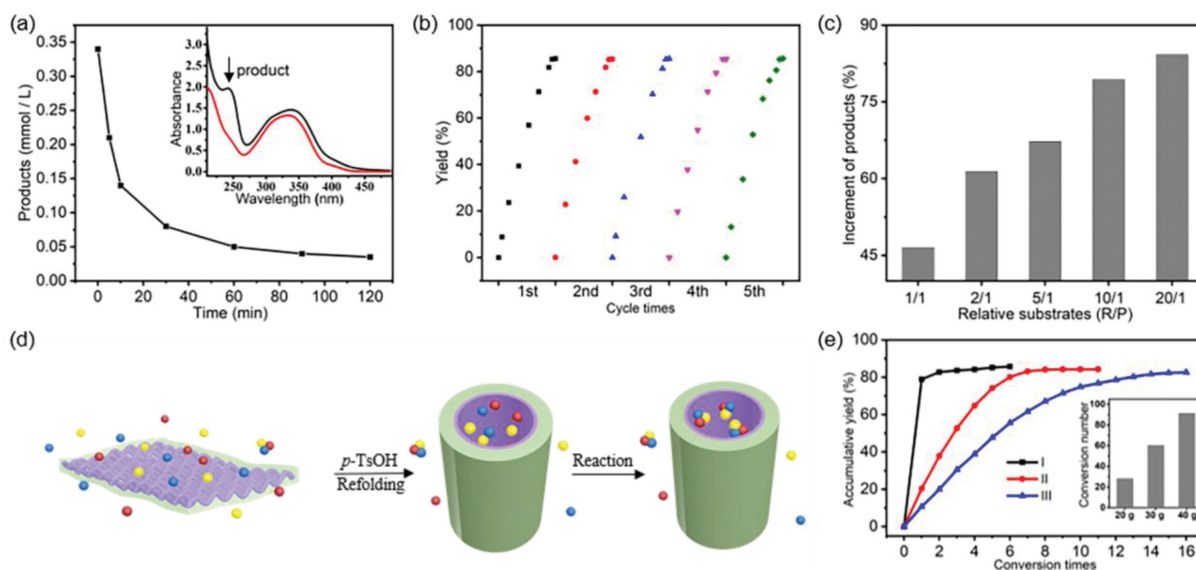 (a)
0.35
0.30
0.25
0.20
0.15
0.10
0.05
0.00
Products (mmol / L)
0 20 40 60 80 100 120
Time (min)
3.0
2.5
2.0
1.5
1.0
0.5
0.0
Absorbance
product
250 300 350 400 450
Wavelength (nm)
(b)
100
80
60
40
20
0
Yield (%)
1st 2nd 3rd 4th 5th
Cycle times
(c)
90
75
60
45
Increment of products (%)
1/1 2/1 5/1 10/1 20/1
Relative substrates (R/P)
(d)
p-TsOH
Refolding
Reaction
(e)
100
80
60
40
20
0
Accumulative yield (%)
I
II
III
0 2 4 6 8 10 12 14 16
Conversion times
100
80
60
40
20
0
Conversion number
20 g 30 g 40 g